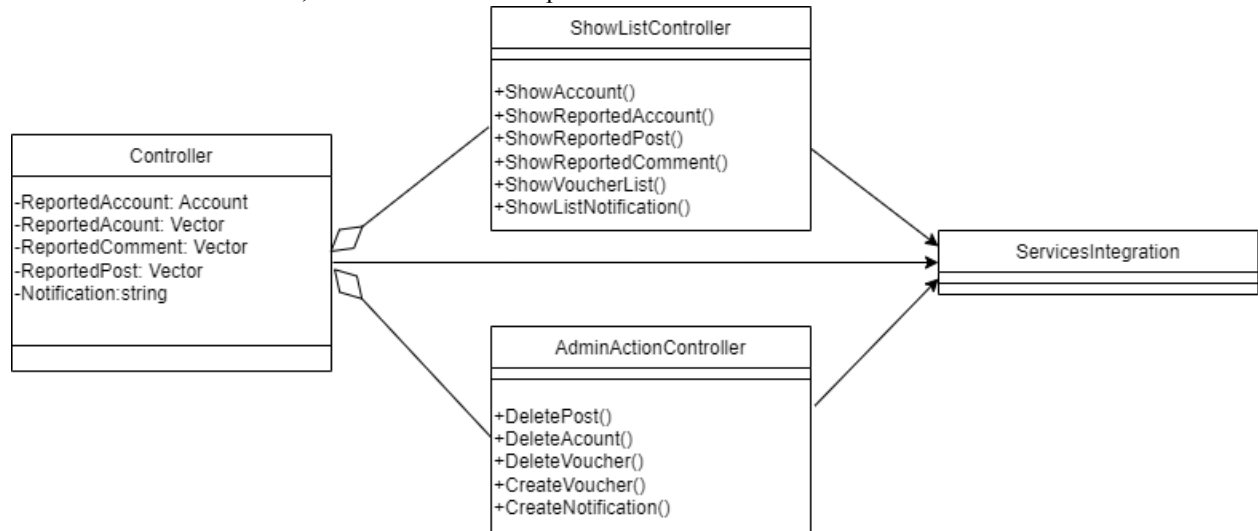 ShowListController
+ShowAccount()
+ShowReportedAccount()
+ShowReportedPost()
+ShowReportedComment()
+ShowVoucherList()
+ShowListNotification()
Controller
-ReportedAccount: Account
-ReportedAcount: Vector
-ReportedComment: Vector
-ReportedPost: Vector
-Notification:string
ServicesIntegration
AdminActionController
+DeletePost()
+DeleteAcount()
+DeleteVoucher()
+CreateVoucher()
+CreateNotification()